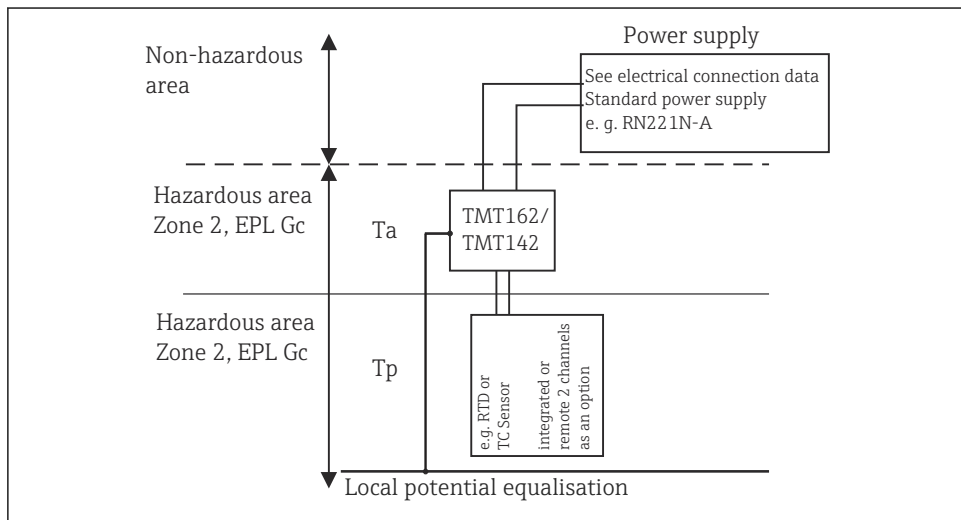 Power supply
Non-hazardous
area
See electrical connection data
Standard power supply
e. g. RN221N-A
Hazardous area
Zone 2, EPL Gc
Ta
TMT162/
TMT142
Hazardous area
Zone 2, EPL Gc
Tp
e.g. RTD or
TC Sensor
integrated or
remote 2 channels
as an option
Local potential equalisation